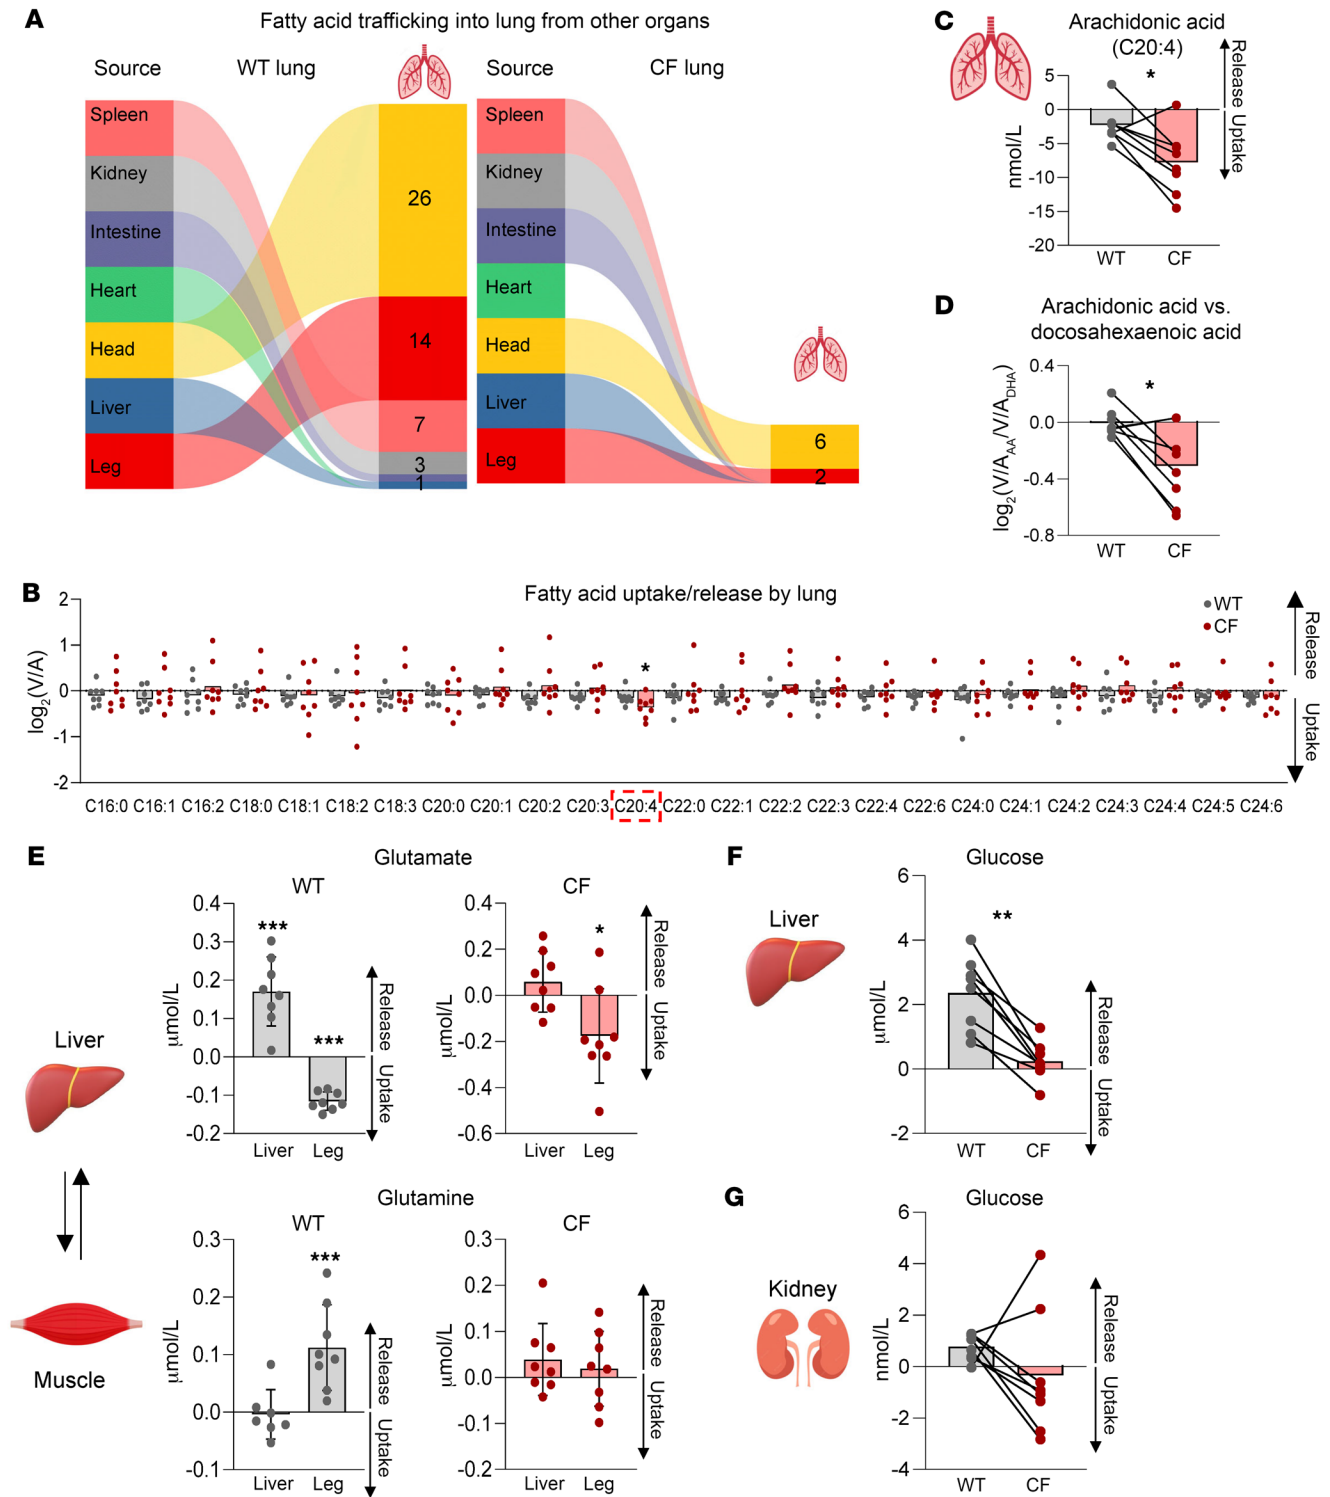 A
Fatty acid trafficking into lung from other organs
Source
WT lung
Source
CF lung
Spleen
Kidney
Intestine
Heart
Head
Liver
Leg
26
14
7
3
1
Spleen
Kidney
Intestine
Heart
Head
Liver
Leg
6
2
C
Arachidonic acid
(C20:4)
*
5
0
-5
-10
-15
-20
nmol/L
WT
CF
Release
Uptake
D
Arachidonic acid vs.
docosahexaenoic acid
*
0.4
0.0
-0.4
-0.8
log2(V/AAA/V/ADHA)
WT
CF
B
Fatty acid uptake/release by lung
WT
CF
2
1
0
-1
-2
log2(V/A)
*
Release
Uptake
C16:0 C16:1 C16:2 C18:0 C18:1 C18:2 C18:3 C20:0 C20:1 C20:2 C20:3 C20:4 C22:0 C22:1 C22:2 C22:3 C22:4 C22:6 C24:0 C24:1 C24:2 C24:3 C24:4 C24:5 C24:6
E
Glutamate
WT
0.4
0.3
0.2
0.1
0.0
-0.1
-0.2
µmol/L
***
***
Liver
Leg
Release
Uptake
CF
0.4
0.2
0.0
-0.2
-0.4
-0.6
µmol/L
*
Liver
Leg
Release
Uptake
Liver
Muscle
Glutamine
WT
0.3
0.2
0.1
0.0
-0.1
µmol/L
***
Liver
Leg
Release
Uptake
CF
0.3
0.2
0.1
0.0
-0.1
-0.2
µmol/L
Liver
Leg
Release
Uptake
F
Glucose
Liver
**
6
4
2
0
-2
µmol/L
WT
CF
Release
Uptake
G
Glucose
Kidney
6
4
2
0
-2
-4
nmol/L
WT
CF
Release
Uptake